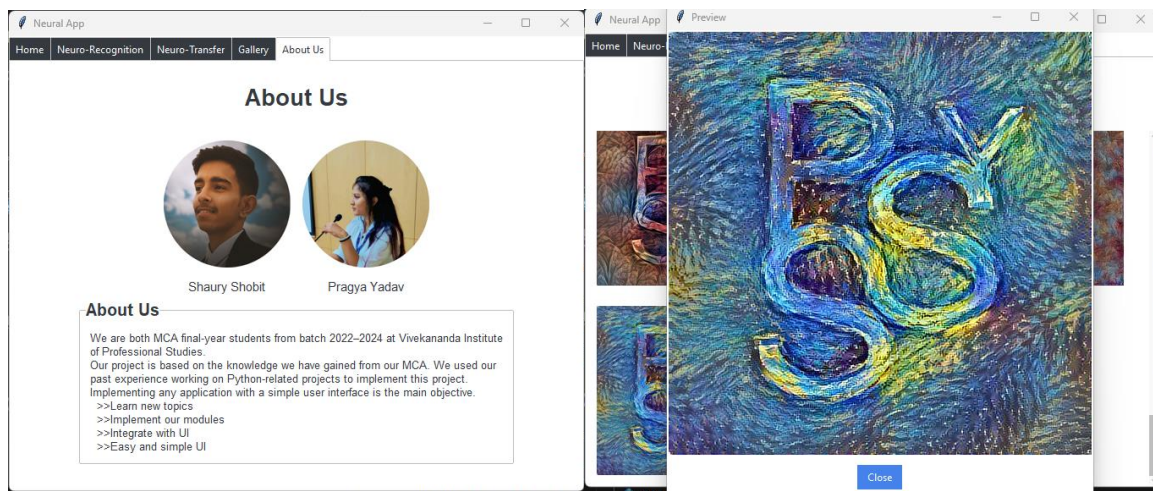 Neural App
Home Neuro-Recognition Neuro-Transfer Gallery About Us
About Us
Shaury Shobit Pragya Yadav
About Us
We are both MCA final-year students from batch 2022–2024 at Vivekananda Institute
of Professional Studies.
Our project is based on the knowledge we have gained from our MCA. We used our
past experience working on Python-related projects to implement this project.
Implementing any application with a simple user interface is the main objective.
>>Learn new topics
>>Implement our modules
>>Integrate with UI
>>Easy and simple UI
Neural App
Home Neuro-
Preview
P Y
S S
Close